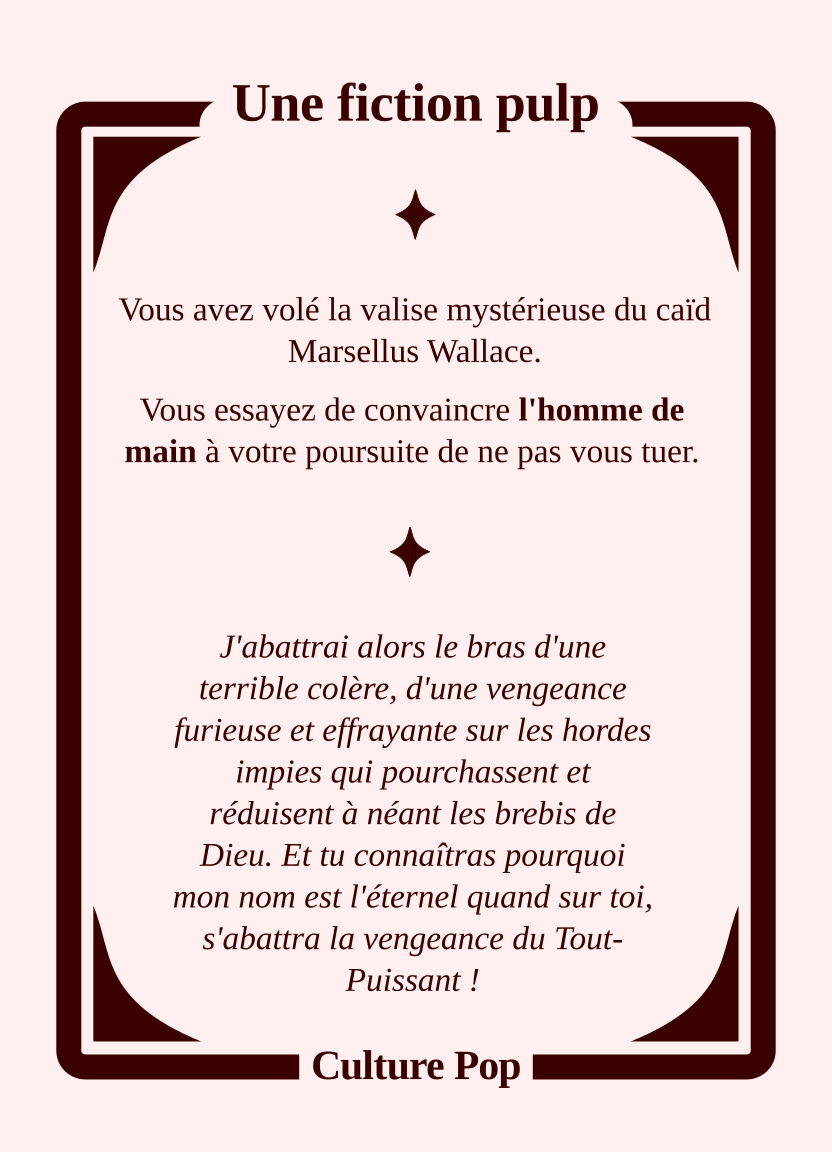 Une fiction pulp
Vous avez volé la valise mystérieuse du caïd
Marsellus Wallace.
Vous essayez de convaincre l'homme de
main à votre poursuite de ne pas vous tuer.
J'abattrai alors le bras d'une
terrible colère, d'une vengeance
furieuse et effrayante sur les hordes
impies qui pourchassent et
réduisent à néant les brebis de
Dieu. Et tu connaîtras pourquoi
mon nom est l'éternel quand sur toi,
s'abattra la vengeance du Tout-
Puissant !
Culture Pop